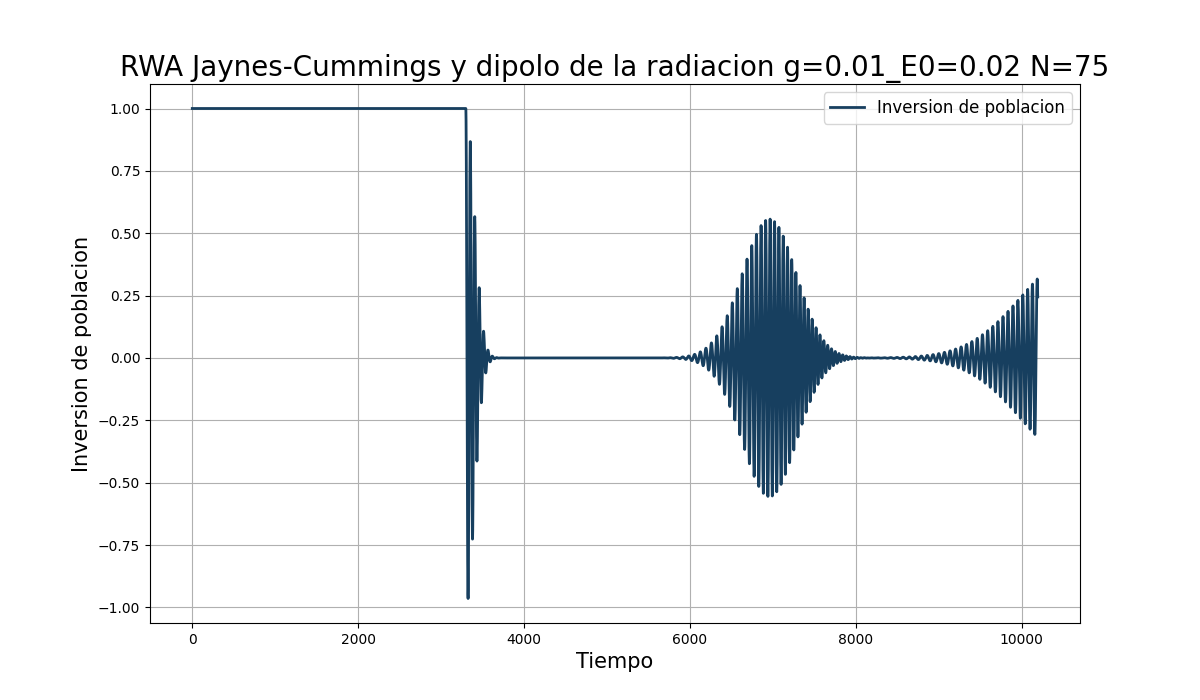 RWA Jaynes-Cummings y dipolo de la radiacion g=0.01_E0=0.02 N=75
Inversion de poblacion
1.00
0.75
0.50
0.25
0.00
−0.25
−0.50
−0.75
−1.00
Inversion de poblacion
0 2000 4000 6000 8000 10000
Tiempo